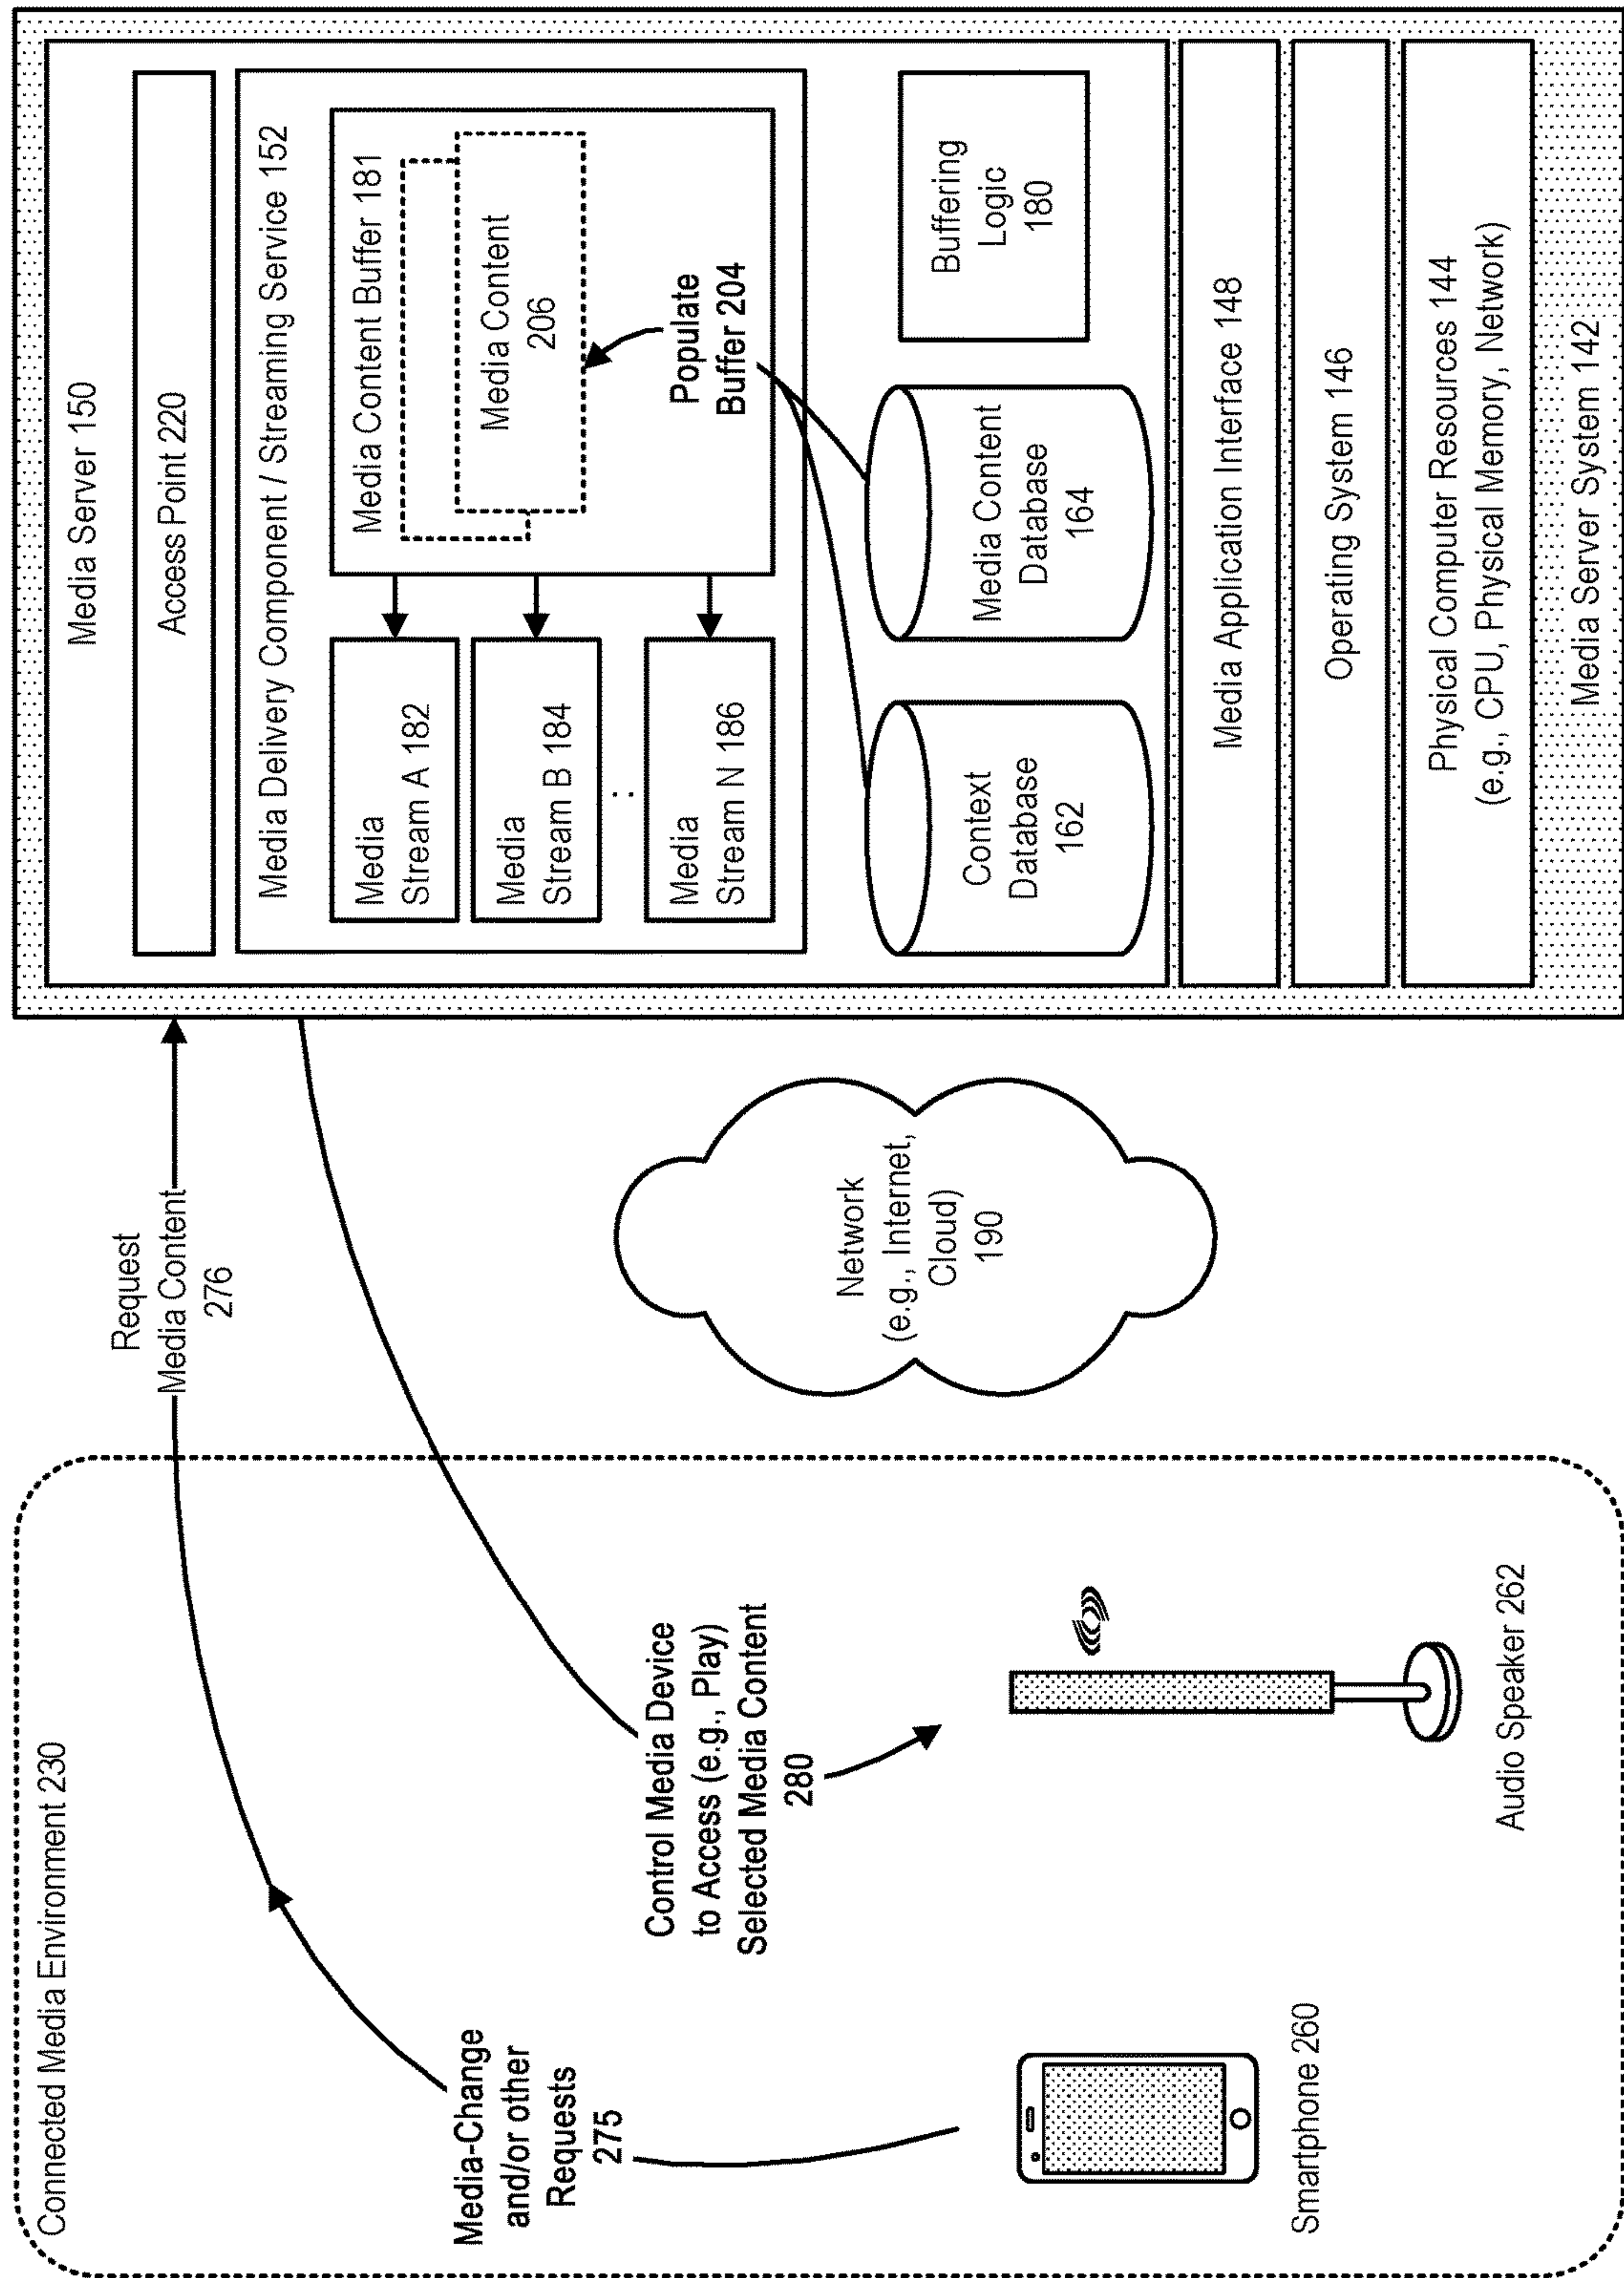 Connected Media Environment 230
Media-Change
and/or other
Requests
275
Smartphone 260
Control Media Device
to Access (e.g., Play)
Selected Media Content
280
Audio Speaker 262
Request
Media Content
276
Network
(e.g., Internet,
Cloud)
190
Media Server 150
Access Point 220
Media Delivery Component / Streaming Service 152
Media
Stream A 182
Media
Stream B 184
: 
Media
Stream N 186
Media Content Buffer 181
Media Content
206
Populate
Buffer 204
Context
Database
162
Media Content
Database
164
Buffering
Logic
180
Media Application Interface 148
Operating System 146
Physical Computer Resources 144
(e.g., CPU, Physical Memory, Network)
Media Server System 142